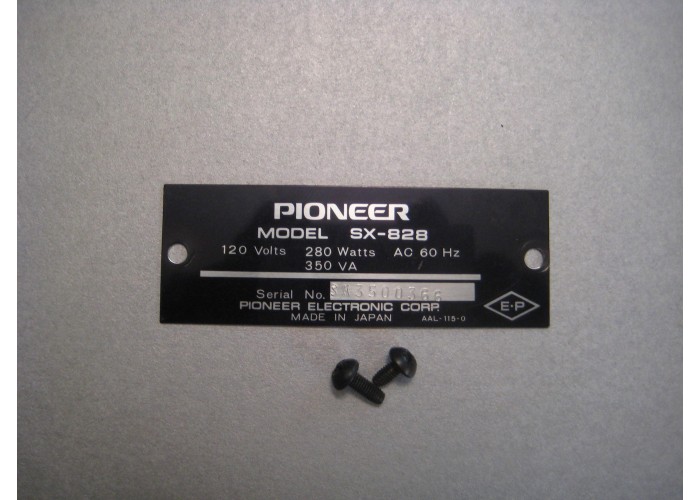 PIONEER
MODEL SX-828
120 Volts 280 Watts AC 60 Hz
350 VA
Serial No.
PIONEER ELECTRONIC CORP.
MADE IN JAPAN AAL-115-0
E-P